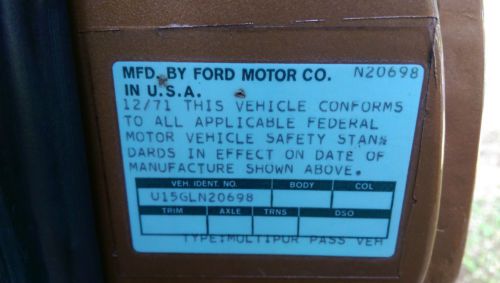 MFD. BY FORD MOTOR CO. N20698
IN U.S.A.
12/71 THIS VEHICLE CONFORMS
TO ALL APPLICABLE FEDERAL
MOTOR VEHICLE SAFETY STAN%
DARDS IN EFFECT ON DATE OF
MANUFACTURE SHOWN ABOVE.
VEH. IDENT. NO. BODY COL
U15GLN20698
TRIM AXLE TRNS DSO
TYPE:MULTIPUR PASS VEH